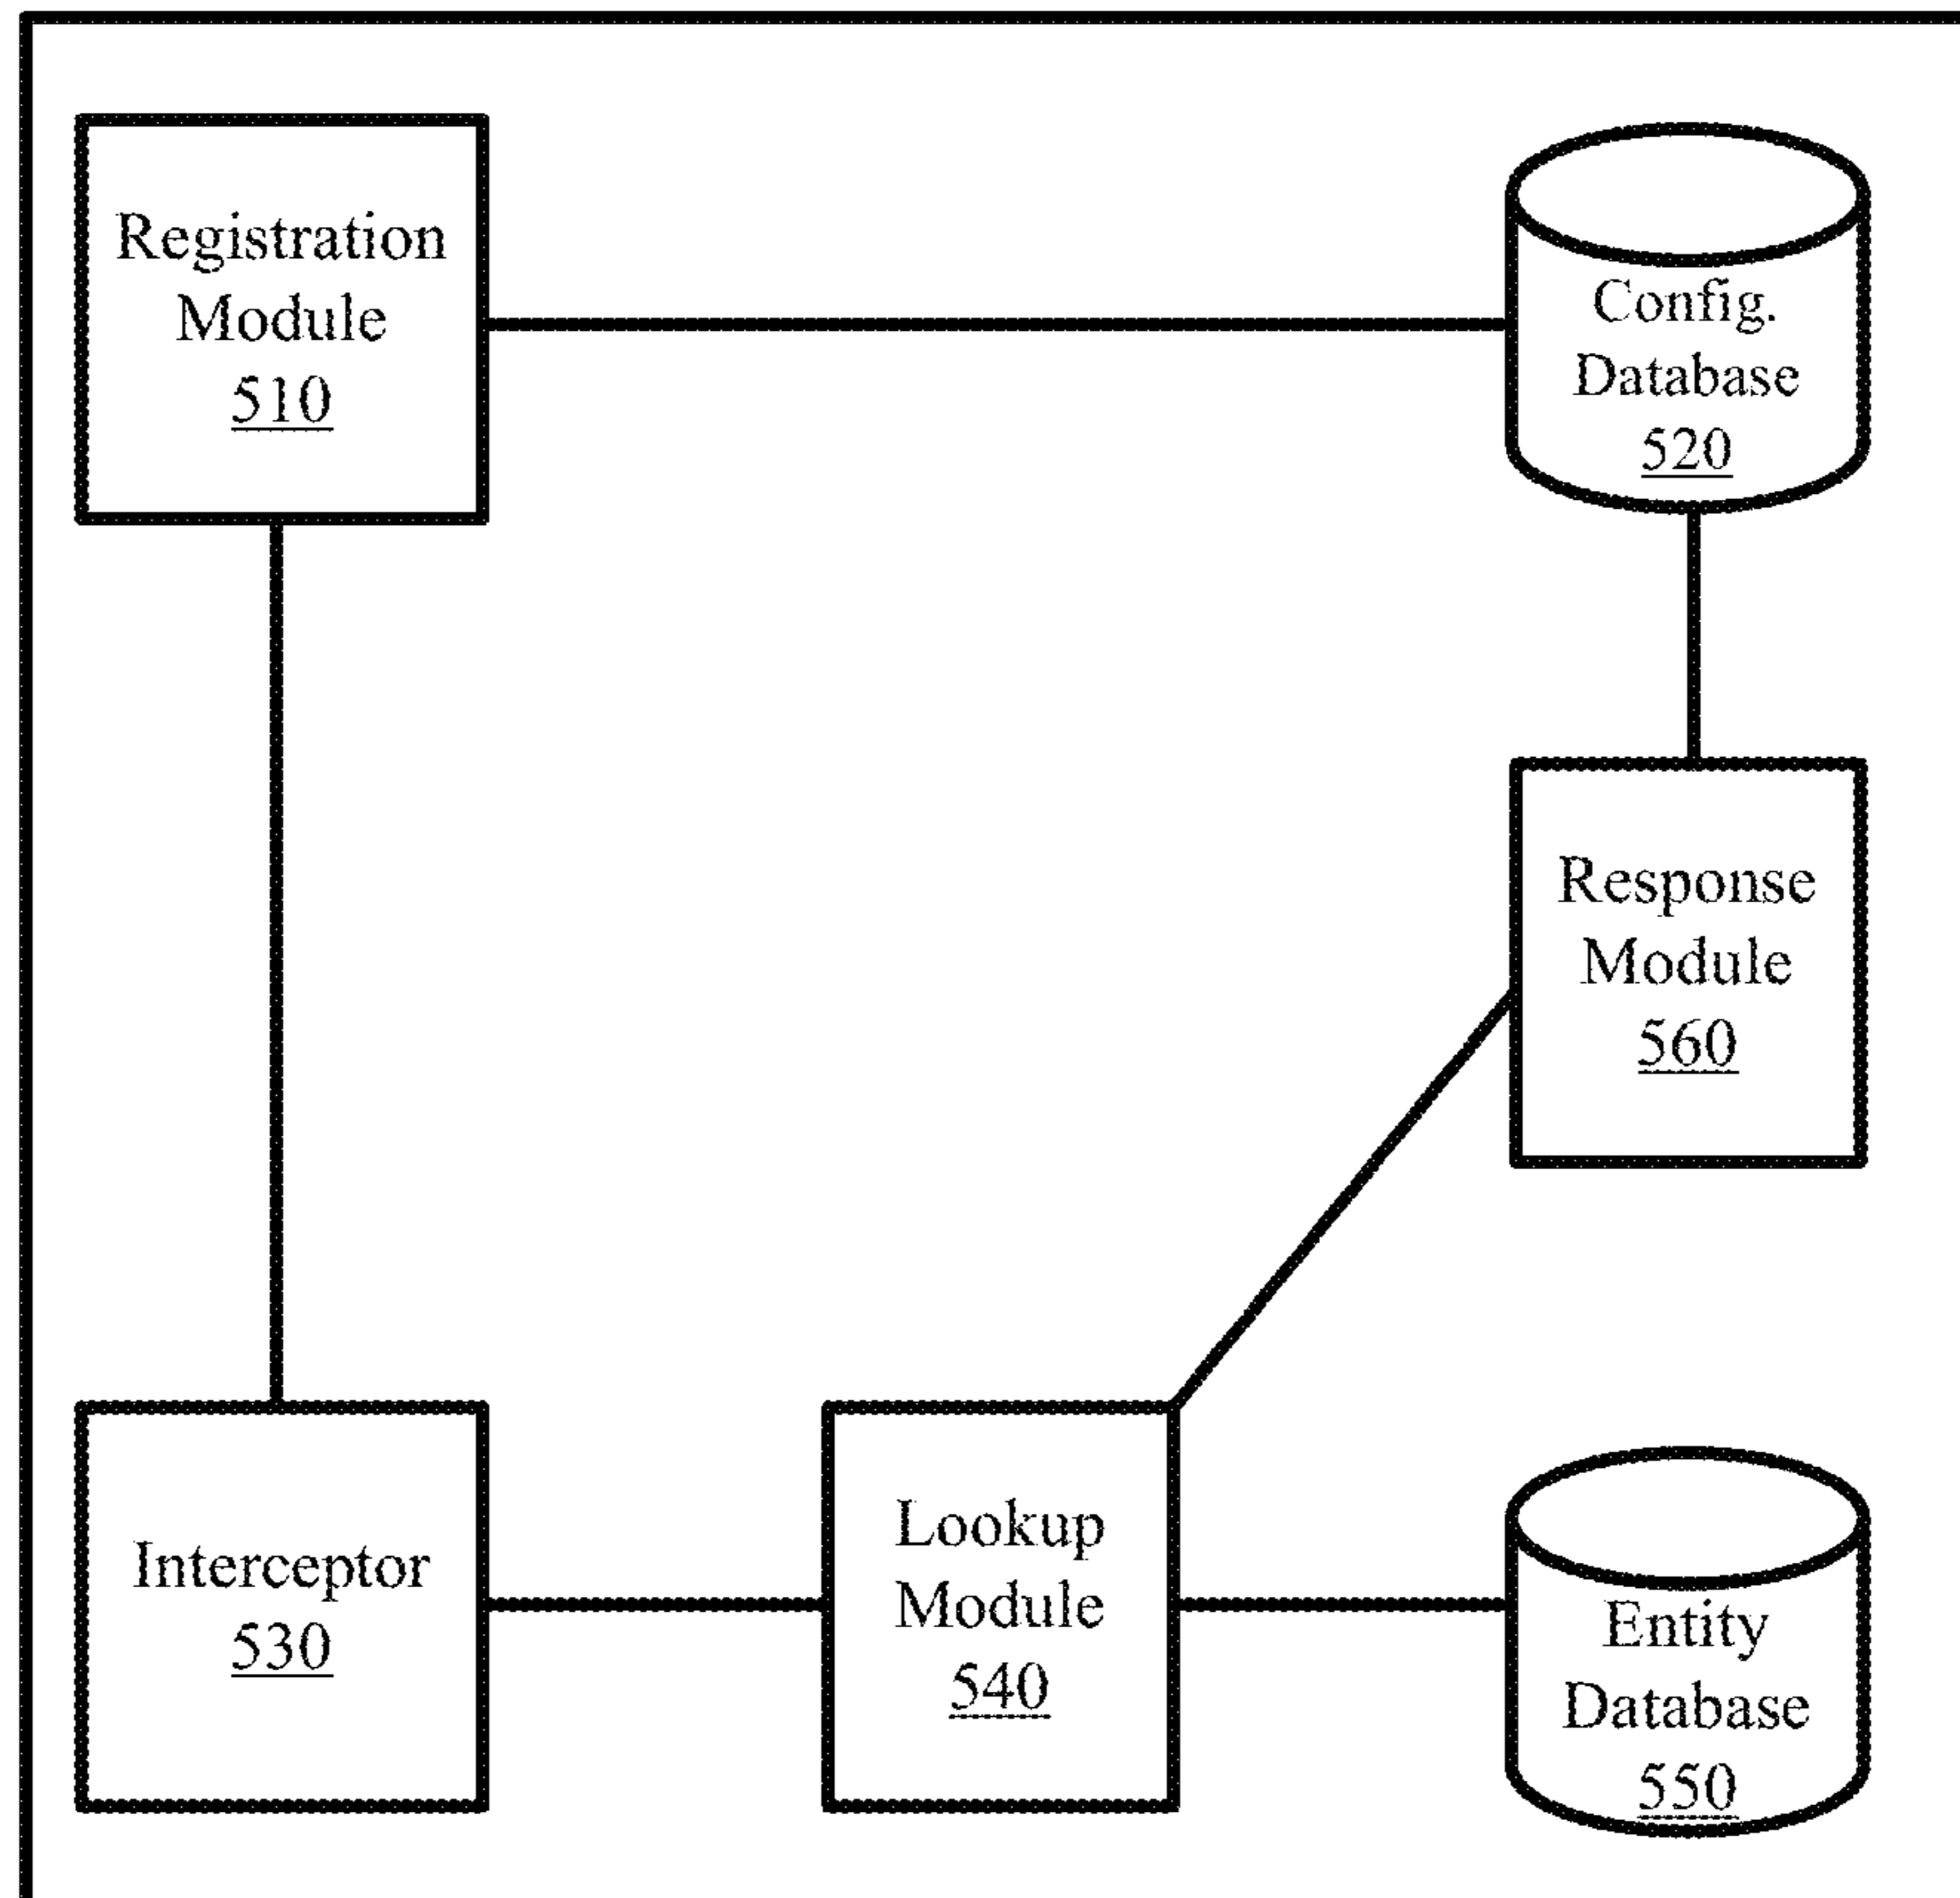 Registration
Module
510
Config.
Database
520
Response
Module
560
Interceptor
530
Lookup
Module
540
Entity
Database
550